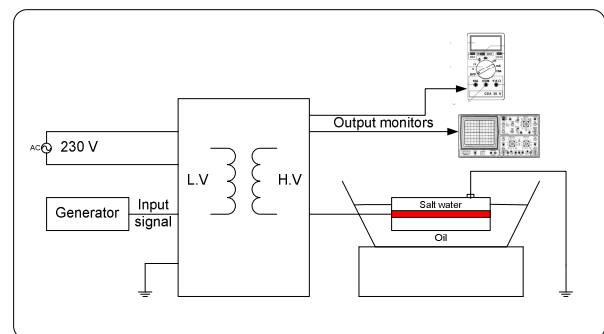 AC
230 V
Generator
Input
signal
L.V
H.V
Output monitors
Salt water
Oil